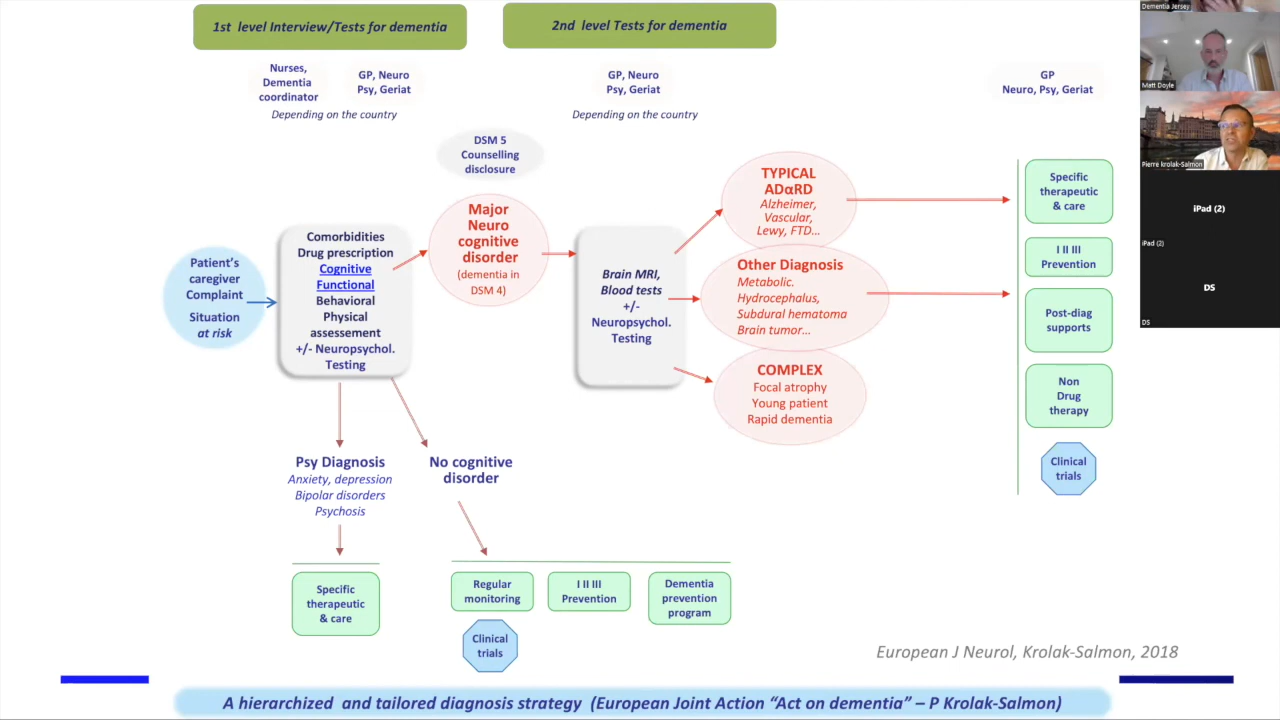 1st level Interview/Tests for dementia
2nd level Tests for dementia
Nurses,
Dementia
coordinator
GP, Neuro
Psy, Geriat
Depending on the country
GP, Neuro
Psy, Geriat
Depending on the country
GP
Neuro, Psy, Geriat
DSM 5
Counselling
disclosure
Patient's
caregiver
Complaint
Situation
at risk
Comorbidities
Drug prescription
Cognitive
Functional
Behavioral
Physical
assessement
+/- Neuropsychol.
Testing
Major
Neuro
cognitive
disorder
(dementia in
DSM 4)
Brain MRI,
Blood tests
+/-
Neuropsychol.
Testing
TYPICAL
ADαRD
Alzheimer,
Vascular,
Lewy, FTD...
Other Diagnosis
Metabolic.
Hydrocephalus,
Subdural hematoma
Brain tumor...
COMPLEX
Focal atrophy
Young patient
Rapid dementia
Specific
therapeutic
& care
I II III
Prevention
Post-diag
supports
Non
Drug
therapy
Clinical
trials
Psy Diagnosis
Anxiety, depression
Bipolar disorders
Psychosis
No cognitive
disorder
Specific
therapeutic
& care
Regular
monitoring
I II III
Prevention
Dementia
prevention
program
Clinical
trials
European J Neurol, Krolak-Salmon, 2018
A hierarchized and tailored diagnosis strategy (European Joint Action "Act on dementia" – P Krolak-Salmon)
Dementia Jersey
Matt Doyle
Pierre krolak-Salmon
iPad (2)
iPad (2)
DS
DS